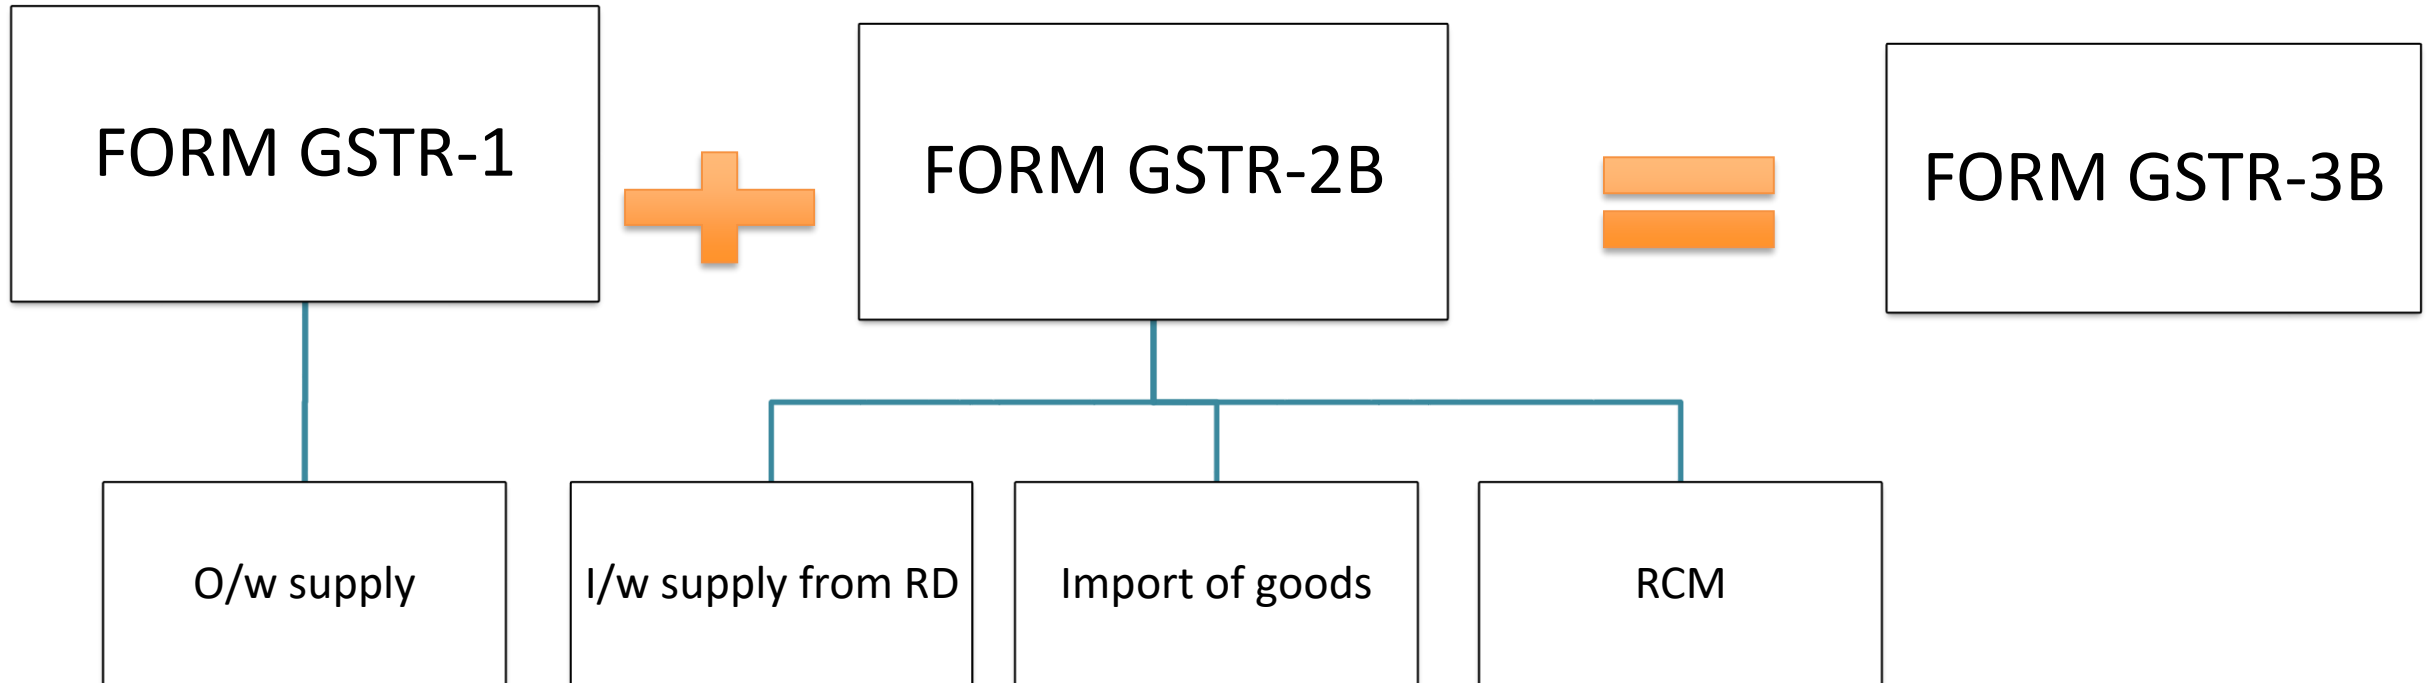 FORM GSTR-1
FORM GSTR-2B
FORM GSTR-3B
O/w supply
I/w supply from RD
Import of goods
RCM